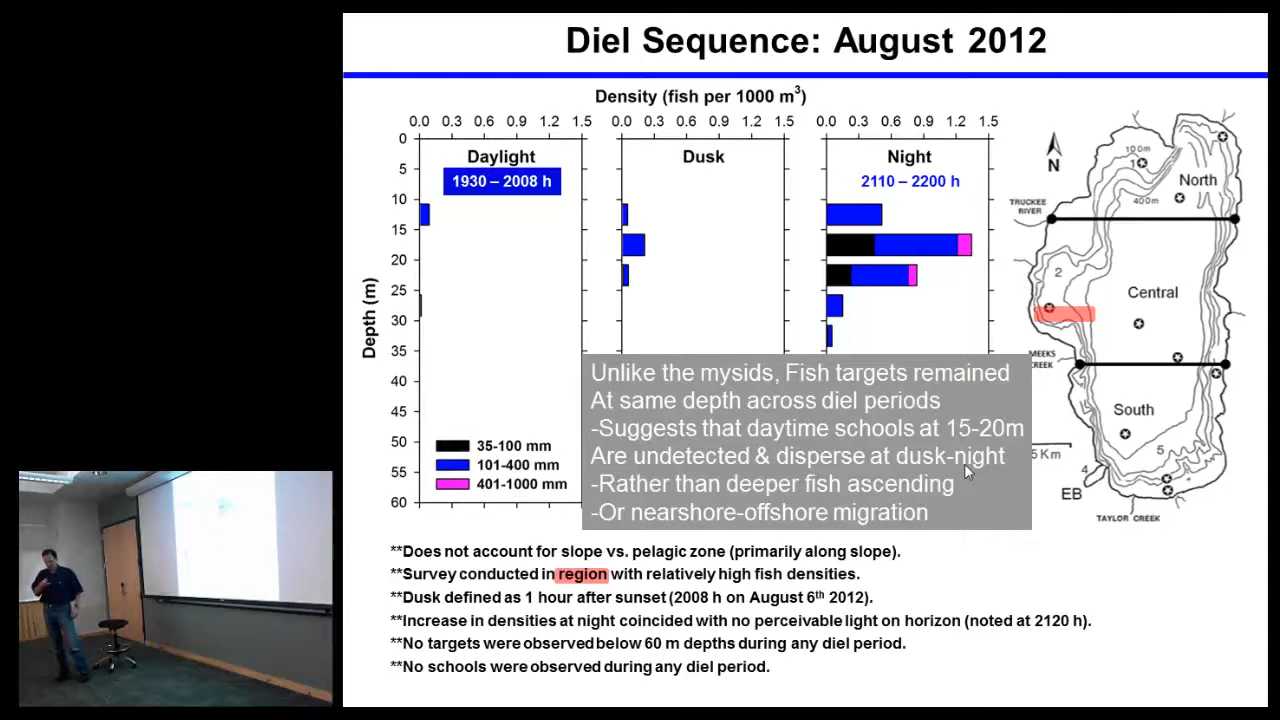 Diel Sequence: August 2012
Density (fish per 1000 m³)
0.0 0.3 0.6 0.9 1.2 1.5
0.0 0.3 0.6 0.9 1.2 1.5
0.0 0.3 0.6 0.9 1.2 1.5
Daylight
1930 – 2008 h
Dusk
Night
2110 – 2200 h
Depth (m)
0
5
10
15
20
25
30
35
40
45
50
55
60
35-100 mm
101-400 mm
401-1000 mm
Unlike the mysids, Fish targets remained
At same depth across diel periods
-Suggests that daytime schools at 15-20m
Are undetected & disperse at dusk-night
-Rather than deeper fish ascending
-Or nearshore-offshore migration
N
100m
1
North
400m
TRUCKEE
RIVER
2
Central
MEEKS
CREEK
South
5Km
5
4
EB
TAYLOR CREEK
**Does not account for slope vs. pelagic zone (primarily along slope).
**Survey conducted in region with relatively high fish densities.
**Dusk defined as 1 hour after sunset (2008 h on August 6th 2012).
**Increase in densities at night coincided with no perceivable light on horizon (noted at 2120 h).
**No targets were observed below 60 m depths during any diel period.
**No schools were observed during any diel period.